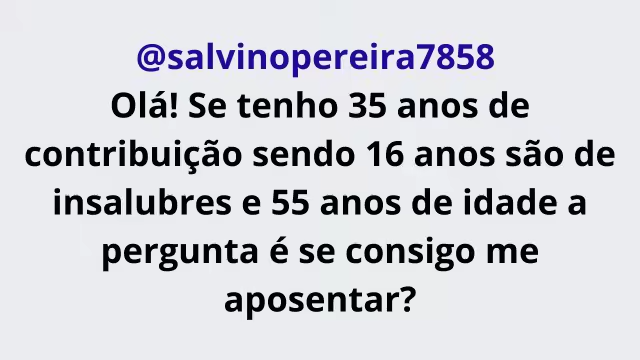 @salvinopereira7858
Olá! Se tenho 35 anos de
contribuição sendo 16 anos são de
insalubres e 55 anos de idade a
pergunta é se consigo me
aposentar?